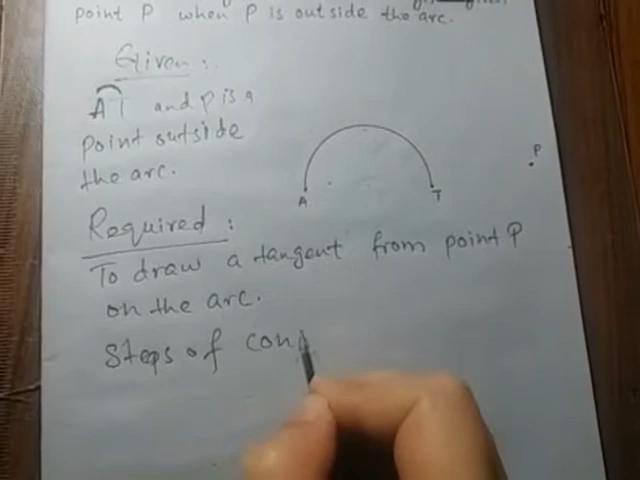 point P when P is outside the arc.
Given :
AT and P is a
point outside
the arc.
P
A
T
Required :
To draw a tangent from point P
on the arc.
Steps of con